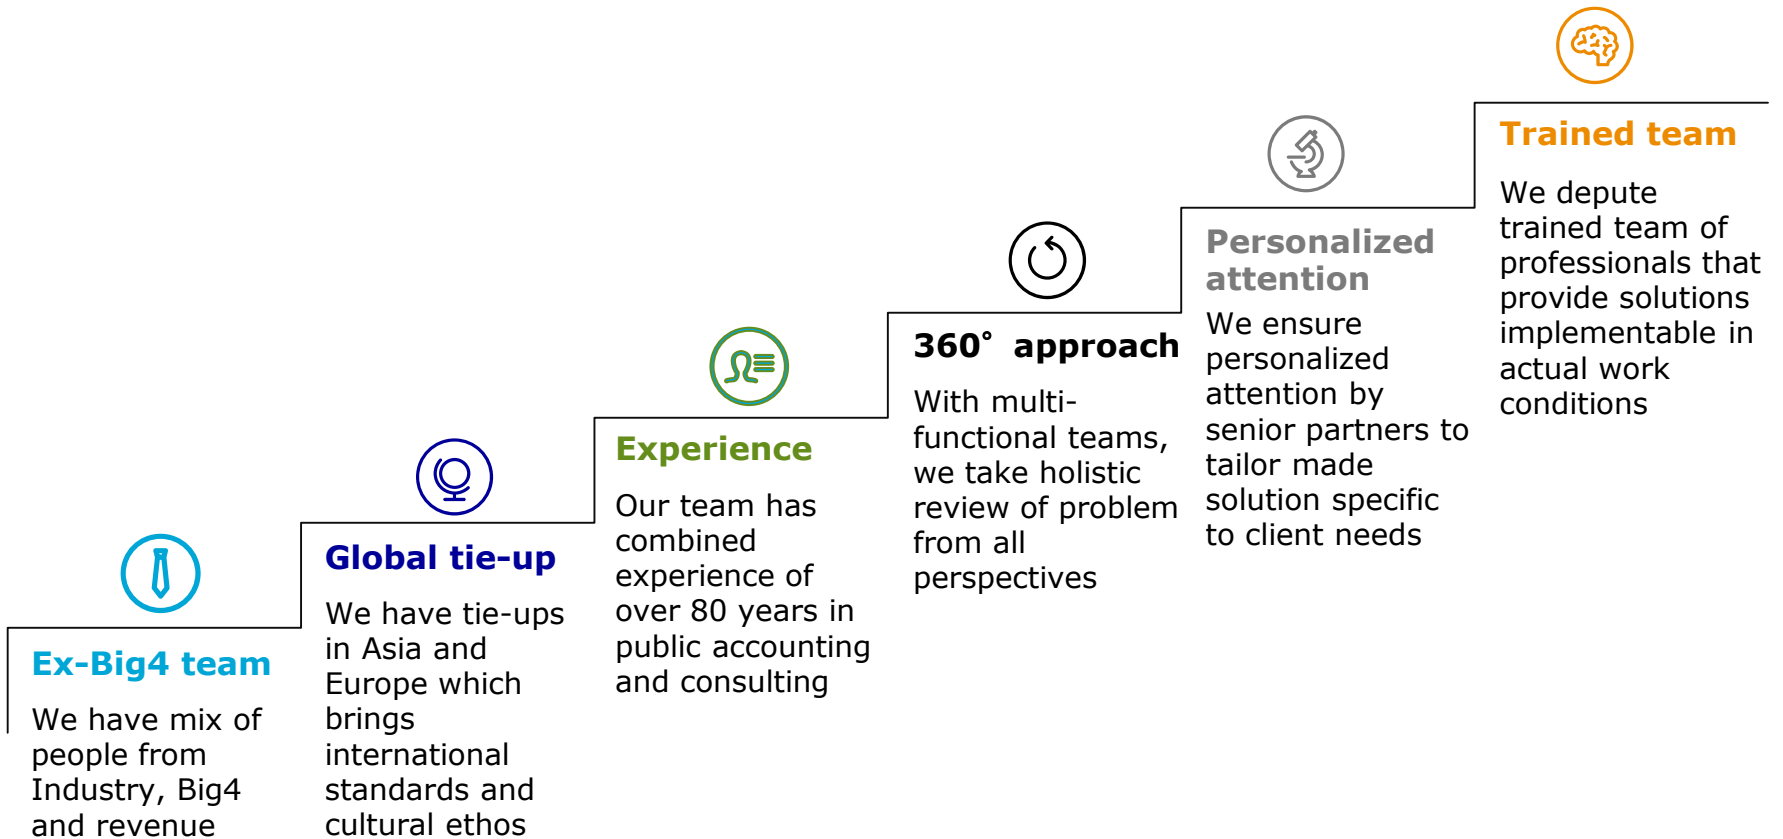 Ex-Big4 team
We have mix of
people from
Industry, Big4
and revenue
Global tie-up
We have tie-ups
in Asia and
Europe which
brings
international
standards and
cultural ethos
Experience
Our team has
combined
experience of
over 80 years in
public accounting
and consulting
360° approach
With multi-
functional teams,
we take holistic
review of problem
from all
perspectives
Personalized
attention
We ensure
personalized
attention by
senior partners to
tailor made
solution specific
to client needs
Trained team
We depute
trained team of
professionals that
provide solutions
implementable in
actual work
conditions